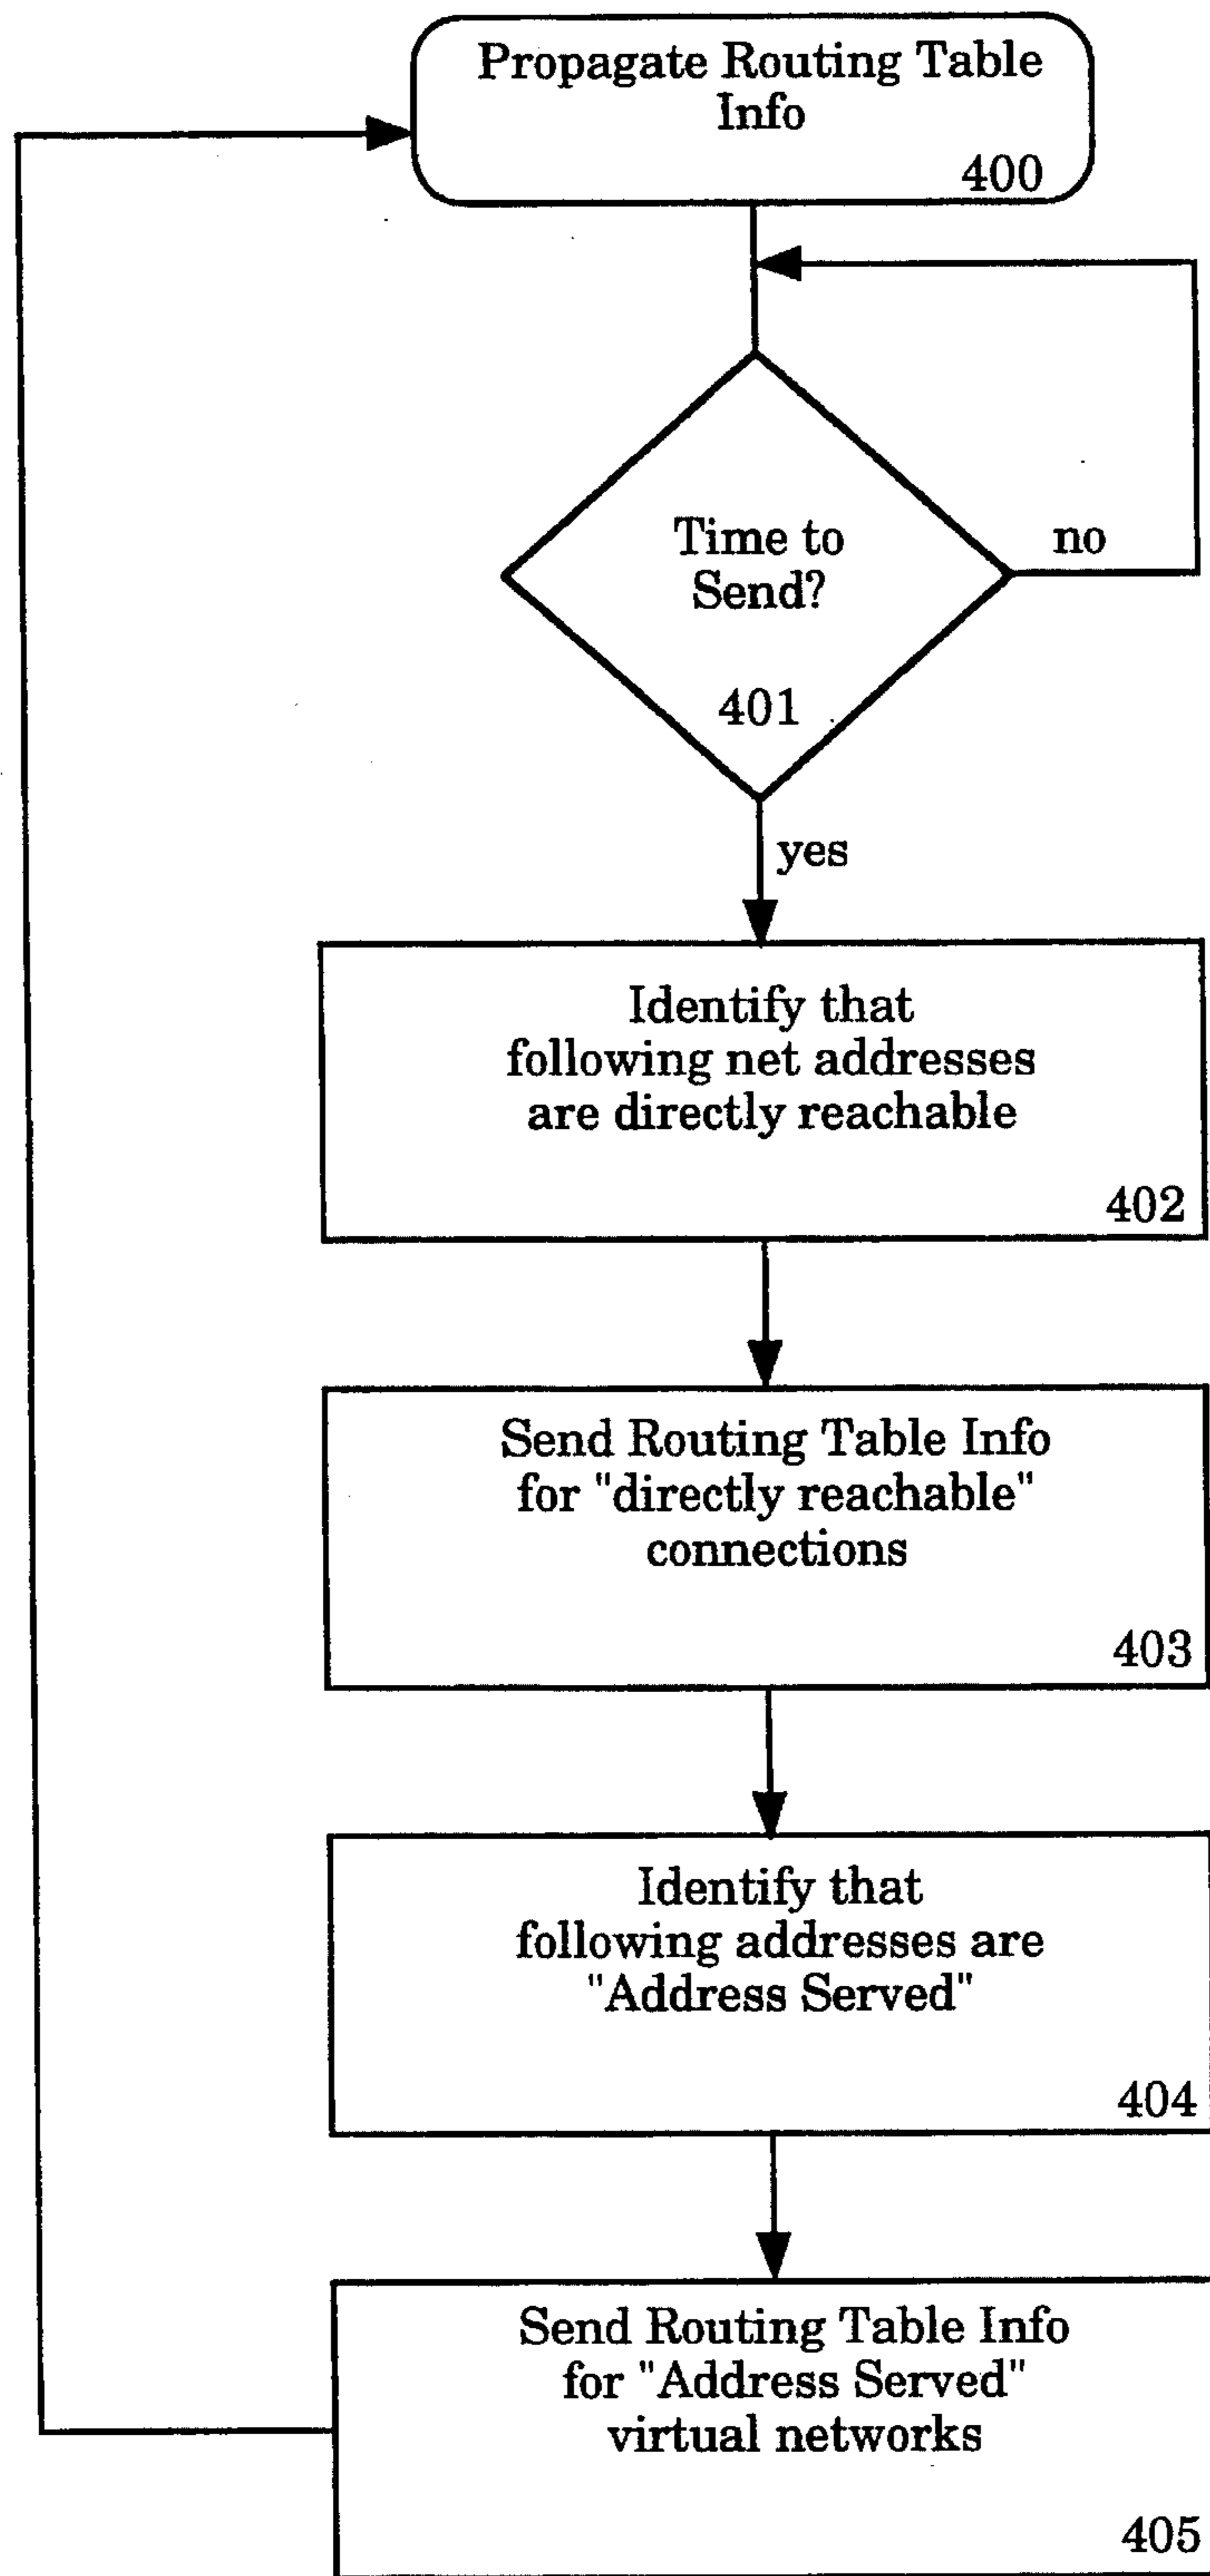 Propagate Routing Table
Info
400
Time to
Send?
no
401
yes
Identify that
following net addresses
are directly reachable
402
Send Routing Table Info
for "directly reachable"
connections
403
Identify that
following addresses are
"Address Served"
404
Send Routing Table Info
for "Address Served"
virtual networks
405